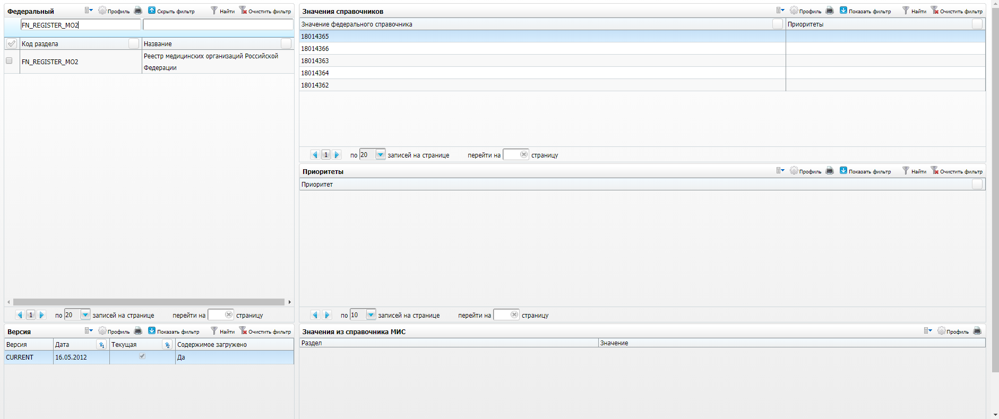 Федеральный Профиль Скрыть фильтр Найти Очистить фильтр
FN_REGISTER_MO2
Код раздела Название
FN_REGISTER_MO2 Реестр медицинских организаций Российской
Федерации
1 по 20 записей на странице перейти на страницу
Версия Профиль Показать фильтр Найти Очистить фильтр
Версия Дата 1 Текущая 2 Содержимое загружено
CURRENT 16.05.2012 Да
Значения справочников Профиль Показать фильтр Найти Очистить фильтр
Значение федерального справочника Приоритеты
18014365
18014366
18014363
18014364
18014362
1 по 20 записей на странице перейти на страницу
Приоритеты Профиль Показать фильтр Найти Очистить фильтр
Приоритет
по 10 записей на странице перейти на страницу
Значения из справочника МИС Профиль
Раздел Значение